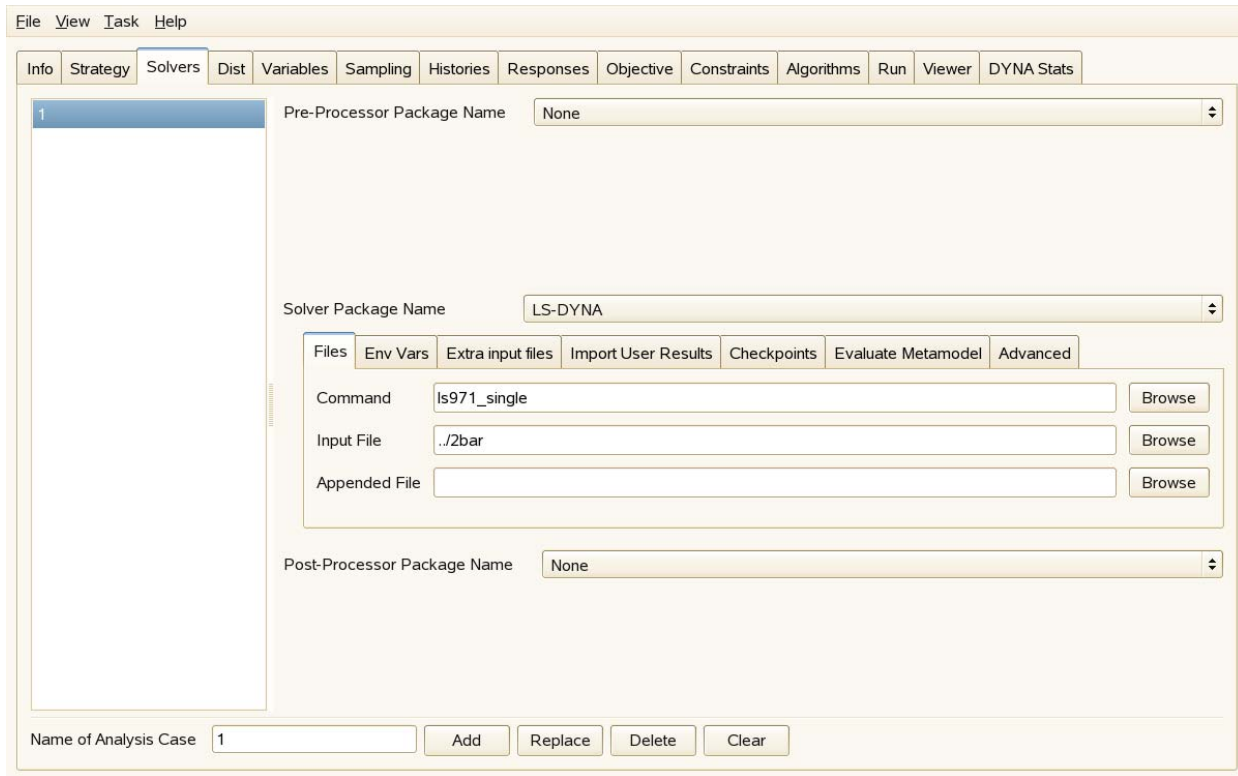 File View Task Help
Info Strategy Solvers Dist Variables Sampling Histories Responses Objective Constraints Algorithms Run Viewer DYNA Stats
1
Pre-Processor Package Name None
Solver Package Name LS-DYNA
Files Env Vars Extra input files Import User Results Checkpoints Evaluate Metamodel Advanced
Command ls971_single Browse
Input File ../2bar Browse
Appended File Browse
Post-Processor Package Name None
Name of Analysis Case 1 Add Replace Delete Clear